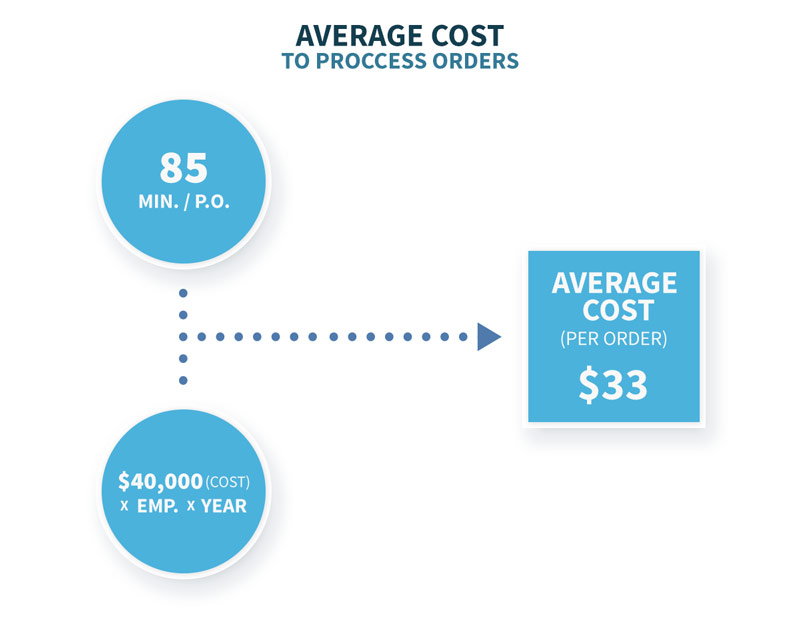 AVERAGE COST
TO PROCCESS ORDERS
85
MIN. / P.O.
AVERAGE
COST
(PER ORDER)
$33
$40,000 (COST)
x EMP. x YEAR